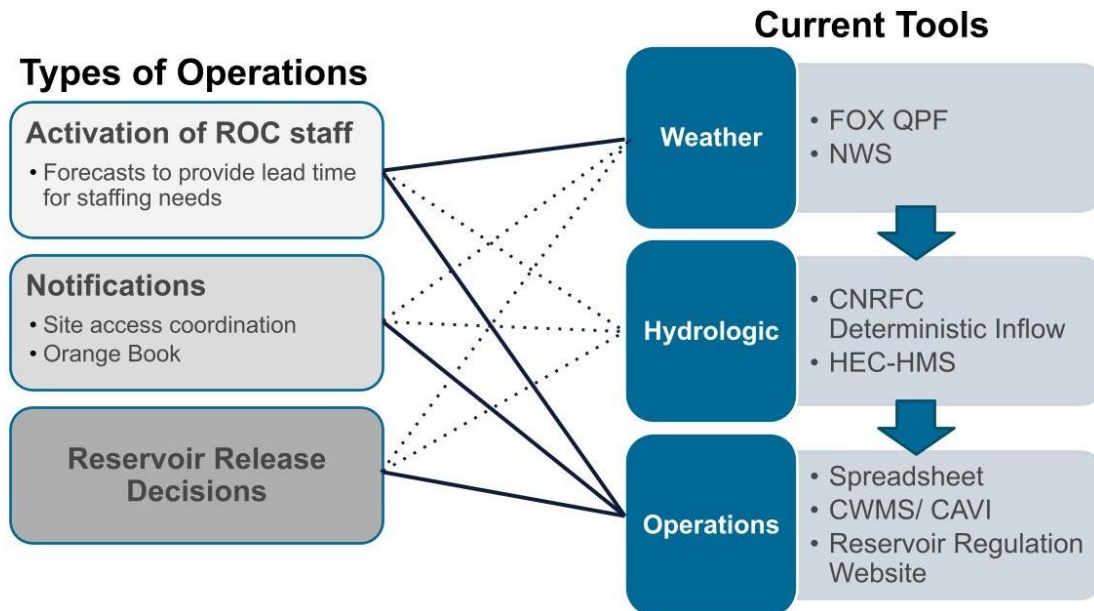 Types of Operations
Activation of ROC staff
• Forecasts to provide lead time
for staffing needs
Notifications
• Site access coordination
• Orange Book
Reservoir Release
Decisions
Current Tools
Weather
• FOX QPF
• NWS
Hydrologic
• CNRFC
Deterministic Inflow
• HEC-HMS
Operations
• Spreadsheet
• CWMS/ CAVI
• Reservoir Regulation
Website